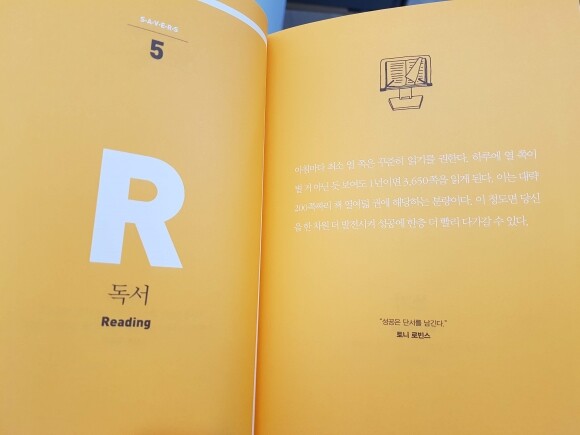 S-A-V-E-R-S
5
R
독서
Reading
아침마다 최소 열 쪽은 꾸준히 읽기를 권한다. 하루에 열 쪽이
별 거 아닌 듯 보여도 1년이면 3,650쪽을 읽게 된다. 이는 대략
200쪽짜리 책 열여덟 권에 해당하는 분량이다. 이 정도면 당신
을 한 차원 더 발전시켜 성공에 한층 더 빨리 다가갈 수 있다.
"성공은 단서를 남긴다."
토니 로빈스